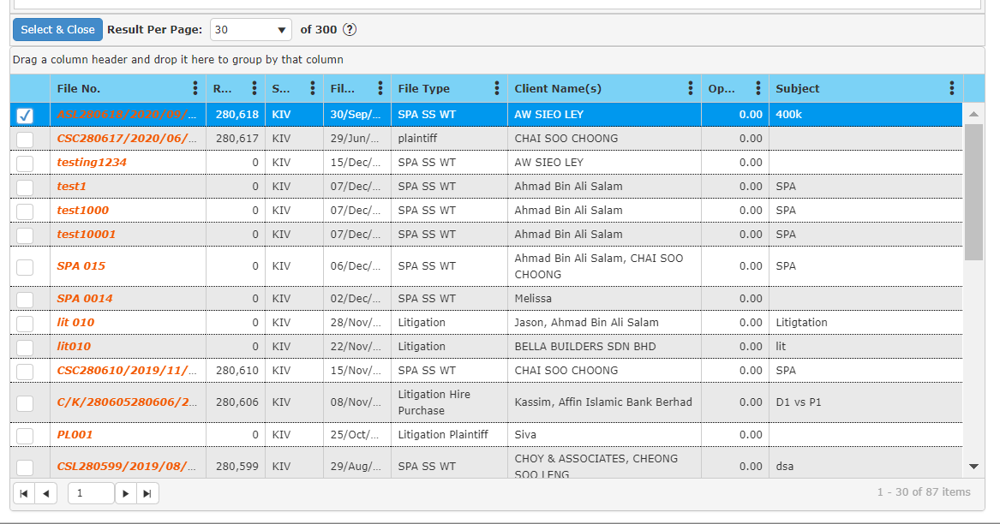 Select & Close Result Per Page: 30 of 300 ?
Drag a column header and drop it here to group by that column
File No. R... S... Fil... File Type Client Name(s) Op... Subject
ASL280618/2020/09/... 280,618 KIV 30/Sep/... SPA SS WT AW SIEO LEY 0.00 400k
CSC280617/2020/06/... 280,617 KIV 29/Jun/... plaintiff CHAI SOO CHOONG 0.00
testing1234 0 KIV 15/Dec/... SPA SS WT AW SIEO LEY 0.00
test1 0 KIV 07/Dec/... SPA SS WT Ahmad Bin Ali Salam 0.00 SPA
test1000 0 KIV 07/Dec/... SPA SS WT Ahmad Bin Ali Salam 0.00 SPA
test10001 0 KIV 07/Dec/... SPA SS WT Ahmad Bin Ali Salam 0.00 SPA
SPA 015 0 KIV 06/Dec/... SPA SS WT Ahmad Bin Ali Salam, CHAI SOO
CHOONG 0.00 SPA
SPA 0014 0 KIV 02/Dec/... SPA SS WT Melissa 0.00
lit 010 0 KIV 28/Nov/... Litigation Jason, Ahmad Bin Ali Salam 0.00 Litigtation
lit010 0 KIV 22/Nov/... Litigation BELLA BUILDERS SDN BHD 0.00 lit
CSC280610/2019/11/... 280,610 KIV 15/Nov/... SPA SS WT CHAI SOO CHOONG 0.00 SPA
C/K/280605280606/2... 280,606 KIV 08/Nov/... Litigation Hire
Purchase Kassim, Affin Islamic Bank Berhad 0.00 D1 vs P1
PL001 0 KIV 25/Oct/... Litigation Plaintiff Siva 0.00
CSL280599/2019/08/... 280,599 KIV 29/Aug/... SPA SS WT CHOY & ASSOCIATES, CHEONG
SOO LENG 0.00 dsa
1 1 - 30 of 87 items